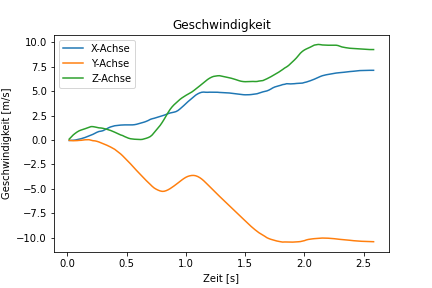 Geschwindigkeit
Geschwindigkeit [m/s]
10.0
7.5
5.0
2.5
0.0
−2.5
−5.0
−7.5
−10.0
X-Achse
Y-Achse
Z-Achse
0.0 0.5 1.0 1.5 2.0 2.5
Zeit [s]